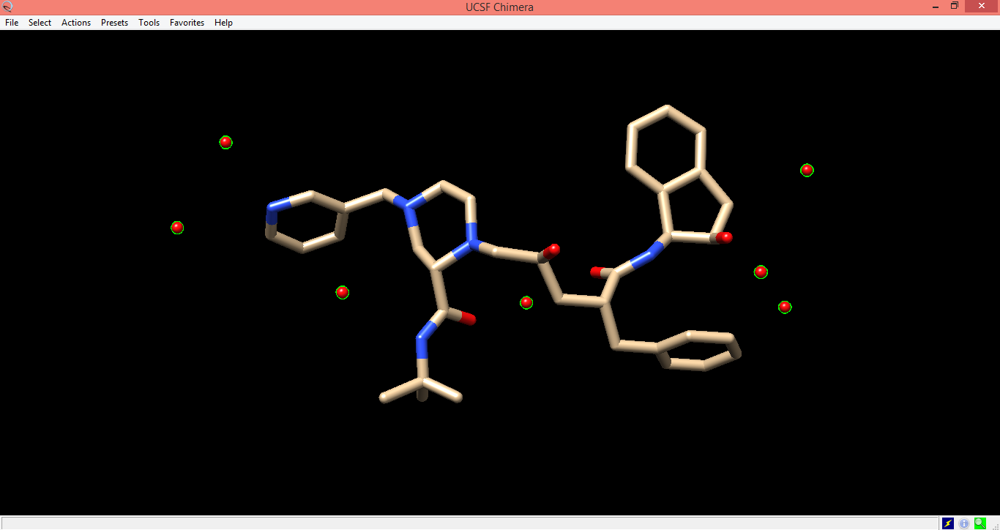 UCSF Chimera
File Select Actions Presets Tools Favorites Help